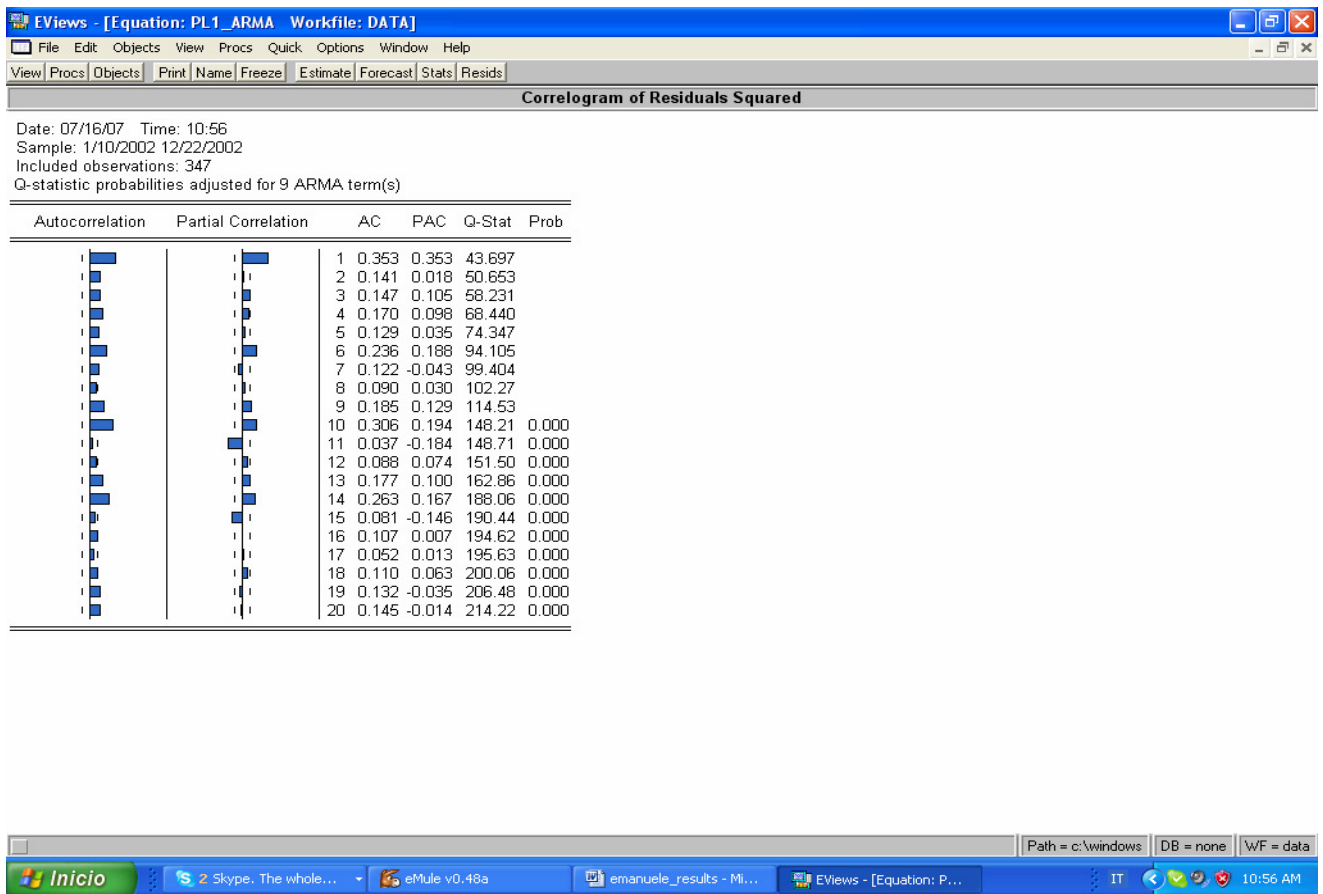 EViews - [Equation: PL1_ARMA Workfile: DATA]
File Edit Objects View Procs Quick Options Window Help
View Procs Objects Print Name Freeze Estimate Forecast Stats Resids
Correlogram of Residuals Squared
Date: 07/16/07 Time: 10:56
Sample: 1/10/2002 12/22/2002
Included observations: 347
Q-statistic probabilities adjusted for 9 ARMA term(s)
Autocorrelation Partial Correlation AC PAC Q-Stat Prob
1 0.353 0.353 43.697
2 0.141 0.018 50.653
3 0.147 0.105 58.231
4 0.170 0.098 68.440
5 0.129 0.035 74.347
6 0.236 0.188 94.105
7 0.122 -0.043 99.404
8 0.090 0.030 102.27
9 0.185 0.129 114.53
10 0.306 0.194 148.21 0.000
11 0.037 -0.184 148.71 0.000
12 0.088 0.074 151.50 0.000
13 0.177 0.100 162.86 0.000
14 0.263 0.167 188.06 0.000
15 0.081 -0.146 190.44 0.000
16 0.107 0.007 194.62 0.000
17 0.052 0.013 195.63 0.000
18 0.110 0.063 200.06 0.000
19 0.132 -0.035 206.48 0.000
20 0.145 -0.014 214.22 0.000
Path = c:\windows DB = none WF = data
Inicio 2 Skype. The whole... eMule v0.48a emanuele_results - Mi... EViews - [Equation: P... IT 10:56 AM